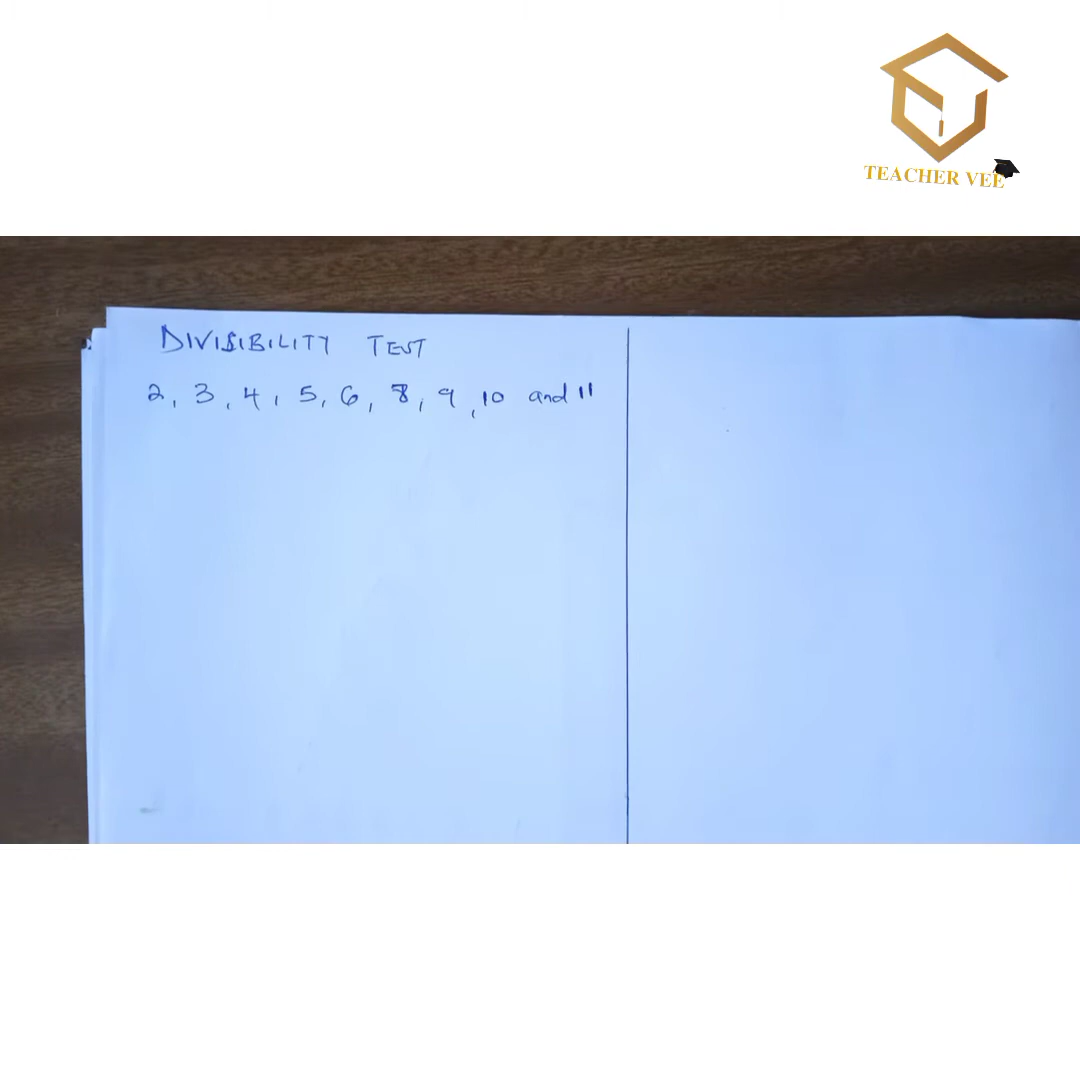 TEACHER VEE
DIVISIBILITY TEST
2, 3, 4, 5, 6, 8, 9, 10 and 11